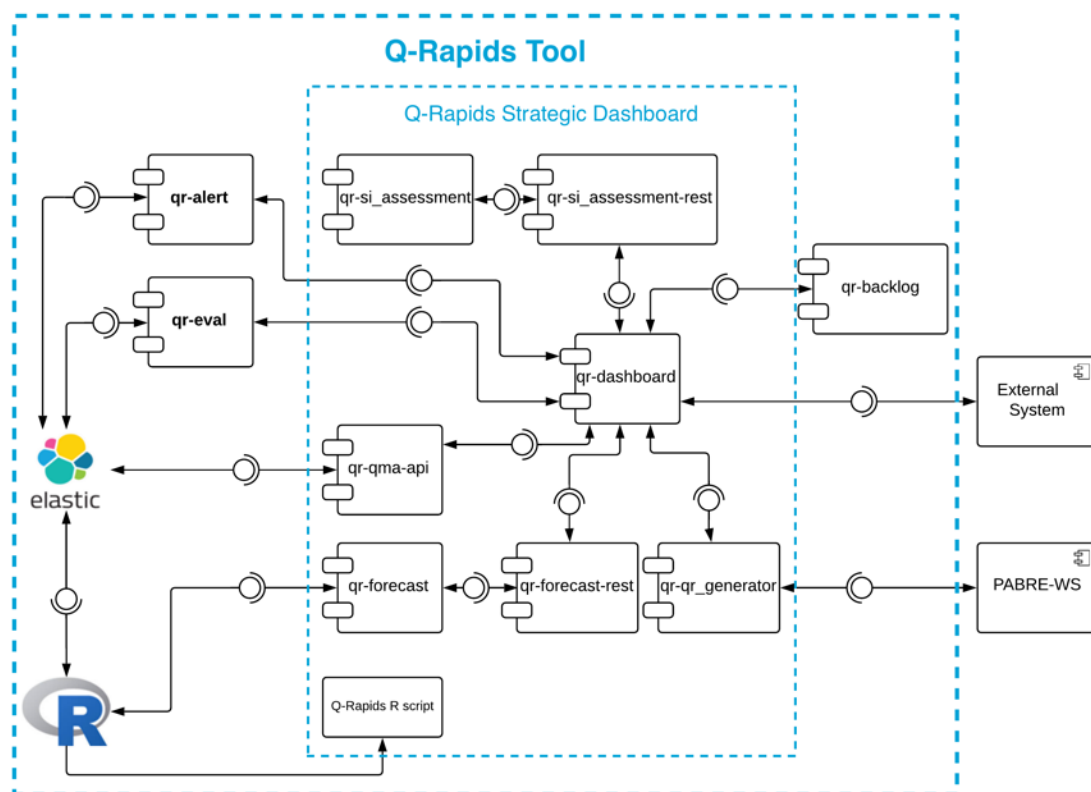 Q-Rapids Tool
Q-Rapids Strategic Dashboard
qr-alert
qr-si_assessment
qr-si_assessment-rest
qr-backlog
qr-eval
qr-dashboard
External
System
qr-qma-api
elastic
qr-forecast
qr-forecast-rest
qr-qr_generator
PABRE-WS
R
Q-Rapids R script